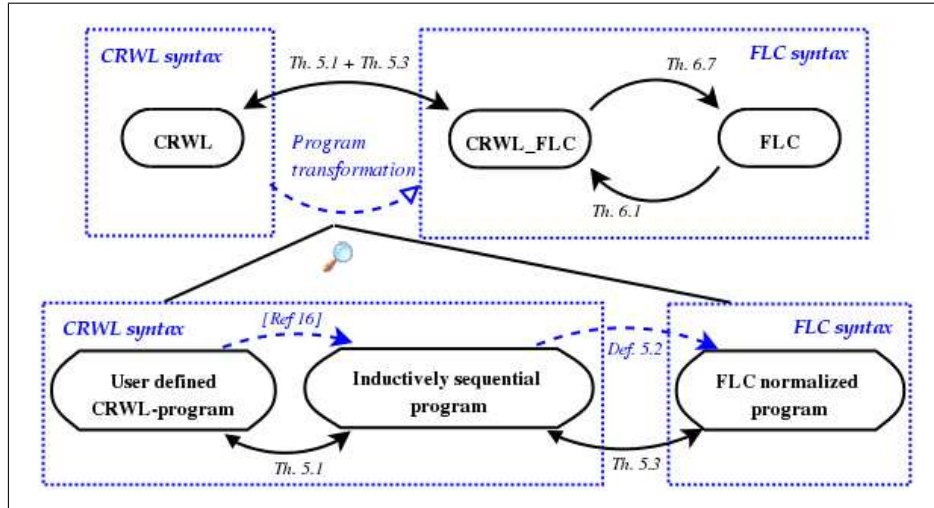 CRWL syntax
FLC syntax
Th. 5.1 + Th. 5.3
Th. 6.7
CRWL
CRWL_FLC
FLC
Program
transformation
Th. 6.1
CRWL syntax
[Ref 16]
FLC syntax
Def. 5.2
User defined
CRWL-program
Inductively sequential
program
FLC normalized
program
Th. 5.1
Th. 5.3